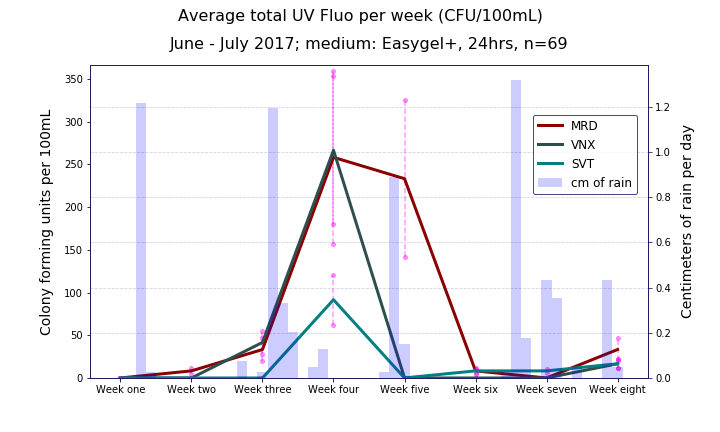 Average total UV Fluo per week (CFU/100mL)
June - July 2017; medium: Easygel+, 24hrs, n=69
Colony forming units per 100mL
350
300
250
200
150
100
50
0
MRD
VNX
SVT
cm of rain
1.2
1.0
0.8
0.6
0.4
0.2
0.0
Centimeters of rain per day
Week one Week two Week three Week four Week five Week six Week seven Week eight